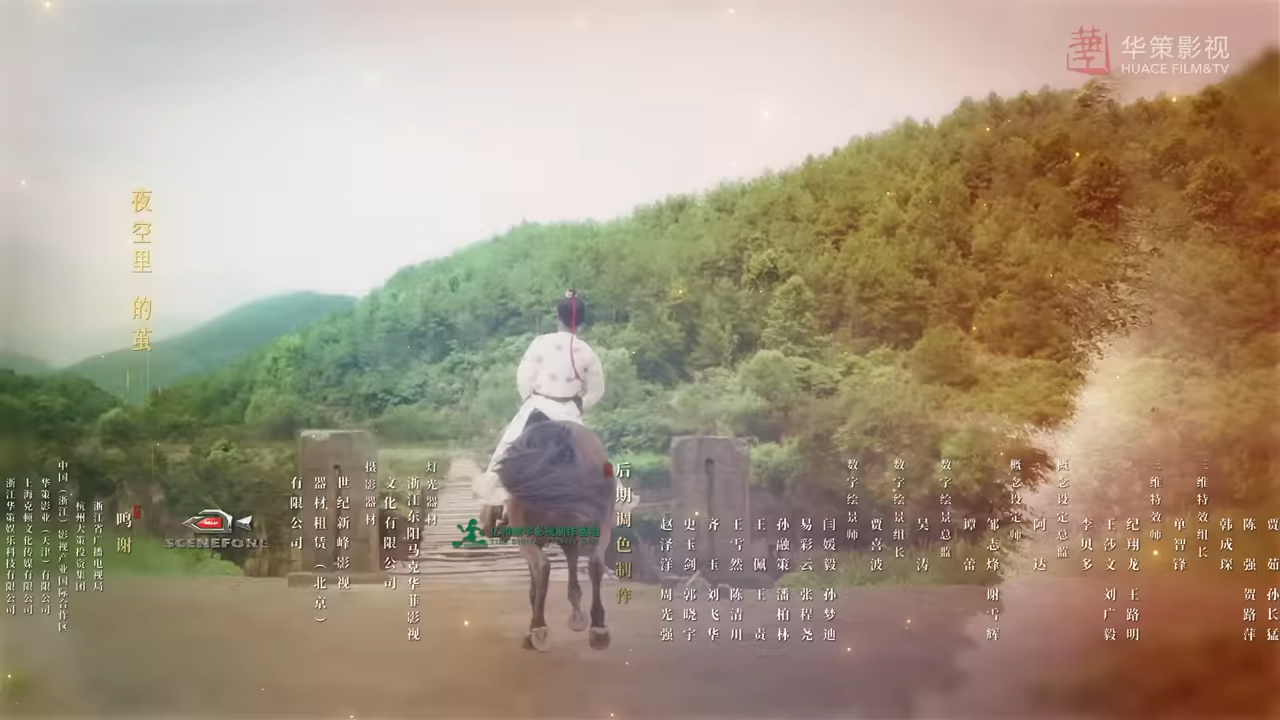 华策影视
HUACE FILM&TV
夜空里 的茧
贾茹 孙长猛
陈强 贺路萍
韩成琛
三维特效组长
单智锋
三维特效师
纪翔龙 王路明
王莎文 刘广毅
李贝多
概念设定总监
阿达
概念设定师
邹志烽 谢雪辉
谭蕾
数字绘景总监
吴涛
数字绘景组长
贾喜波
数字绘景师
闫媛毅 孙梦迪
易彩云 张程尧
孙融策 潘柏林
王佩 王贞
王雪然 陈清川
齐玉 刘飞华
史玉剑 郭晓宇
赵泽洋 周光强
后期调色制作
灯光器材
浙江东阳马克华菲影视
文化有限公司
摄影器材
世纪新峰影视
器材租赁（北京）
有限公司
SCENEFONE
鸣谢
浙江省广播电视局
杭州大策投资集团
中国（浙江）影视产业国际合作区
华策影业（天津）有限公司
上海克顿文化传媒有限公司
浙江华策娱乐科技有限公司